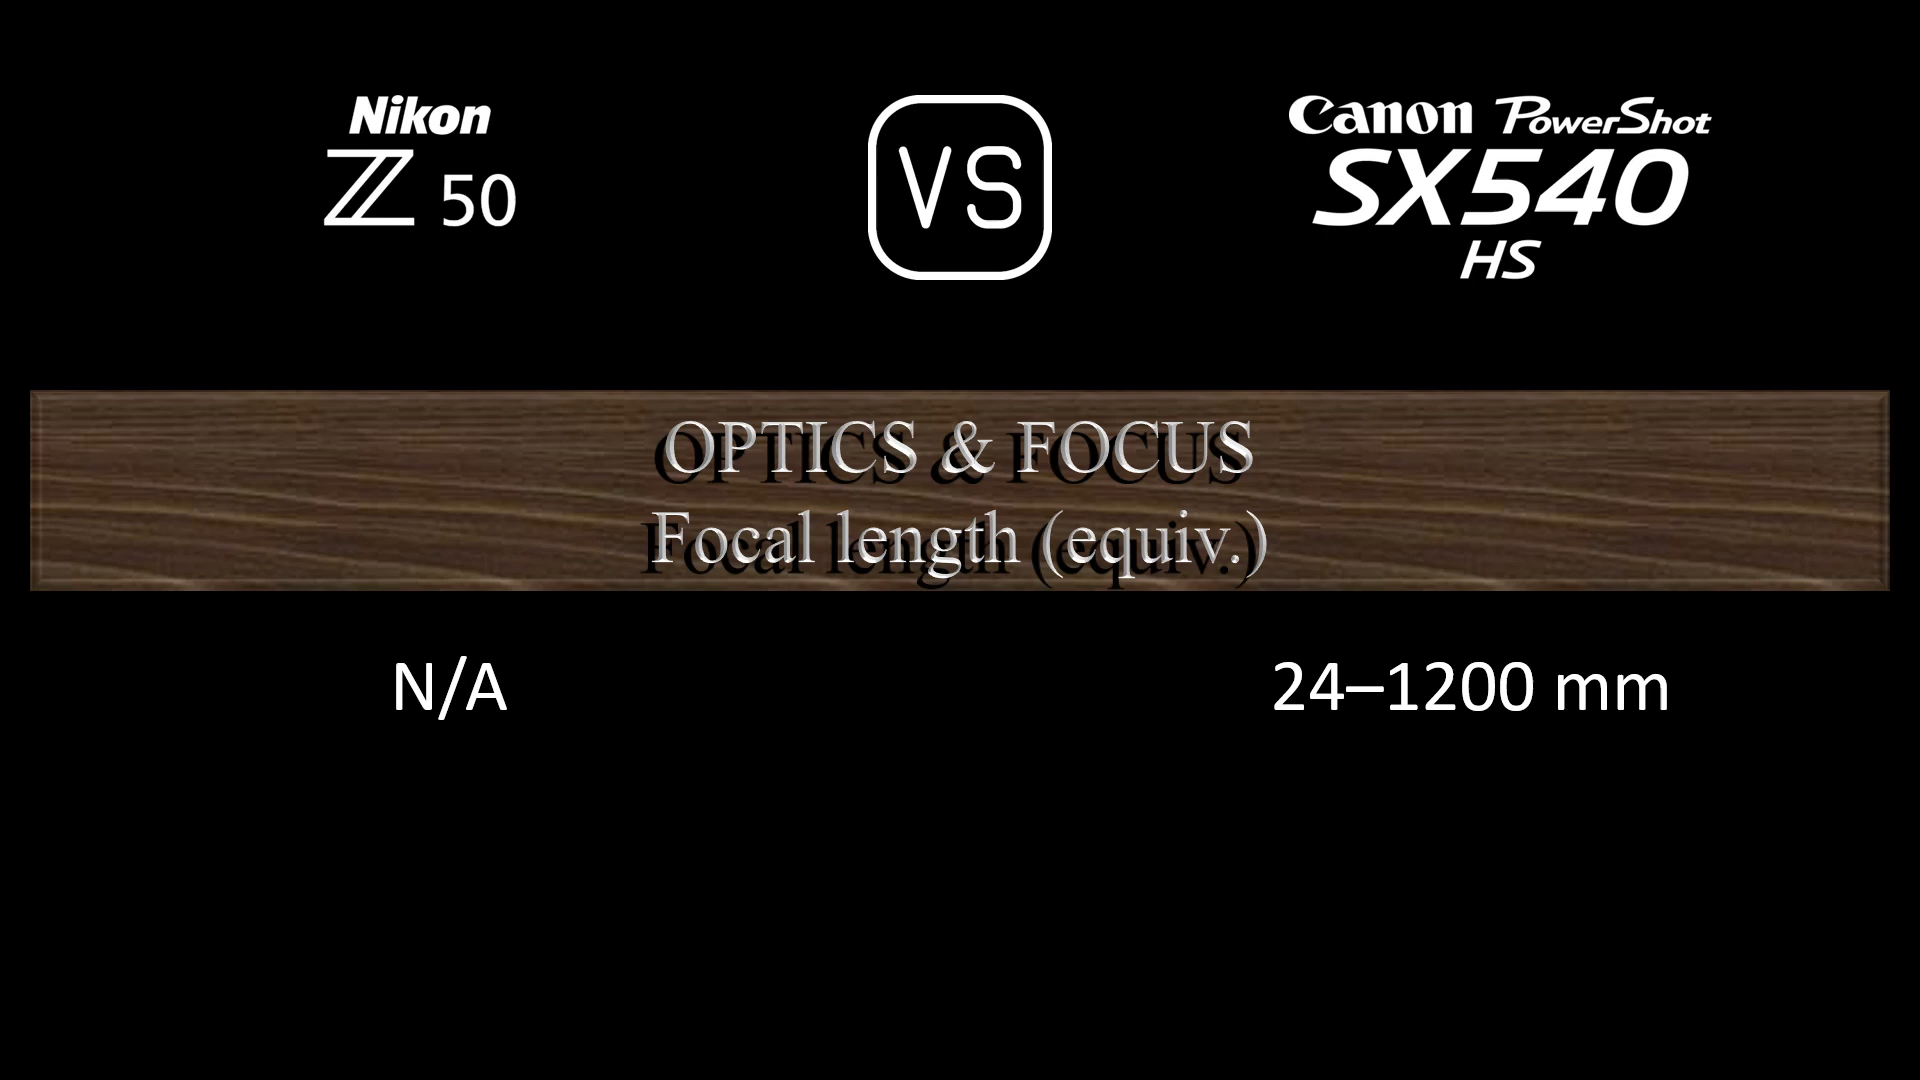 Nikon
Z 50
VS
Canon PowerShot
SX540
HS
OPTICS & FOCUS
Focal length (equiv.)
N/A
24–1200 mm